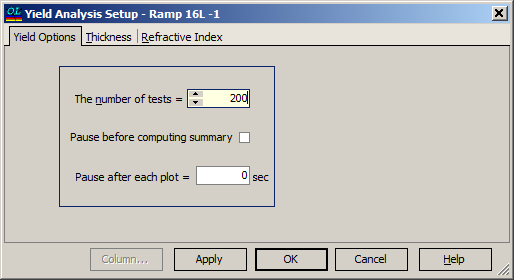 OL Yield Analysis Setup - Ramp 16L -1
Yield Options Thickness Refractive Index
The number of tests = 200
Pause before computing summary
Pause after each plot = 0 sec
Column... Apply OK Cancel Help